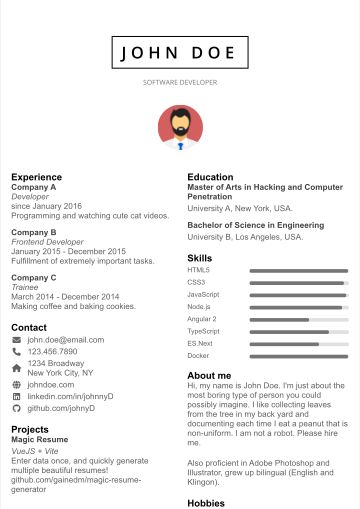 JOHN DOE
SOFTWARE DEVELOPER
Experience
Company A
Developer
since January 2016
Programming and watching cute cat videos.
Company B
Frontend Developer
January 2015 - December 2015
Fulfillment of extremely important tasks.
Company C
Trainee
March 2014 - December 2014
Making coffee and baking cookies.
Contact
john.doe@email.com
123.456.7890
1234 Broadway
New York City, NY
johndoe.com
linkedin.com/in/johnnyD
github.com/johnyD
Projects
Magic Resume
VueJS + Vite
Enter data once, and quickly generate
multiple beautiful resumes!
github.com/gainedm/magic-resume-
generator
Education
Master of Arts in Hacking and Computer
Penetration
University A, New York, USA.
Bachelor of Science in Engineering
University B, Los Angeles, USA.
Skills
HTML5
CSS3
JavaScript
Node.js
Angular 2
TypeScript
ES.Next
Docker
About me
Hi, my name is John Doe. I'm just about the
most boring type of person you could
possibly imagine. I like collecting leaves
from the tree in my back yard and
documenting each time I eat a peanut that is
non-uniform. I am not a robot. Please hire
me.
Also proficient in Adobe Photoshop and
Illustrator, grew up bilingual (English and
Klingon).
Hobbies